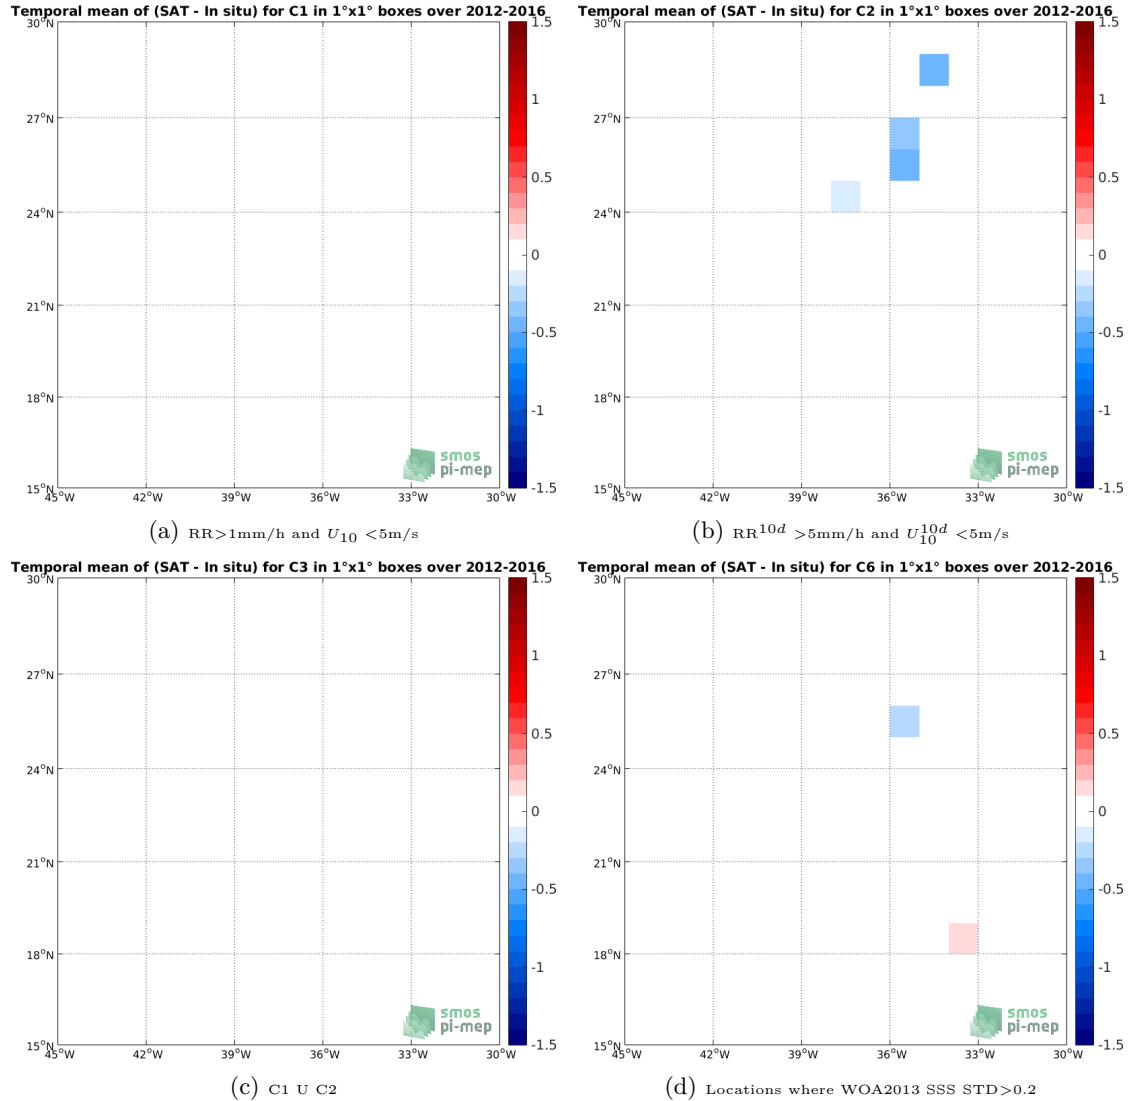 Temporal mean of (SAT - In situ) for C1 in 1°x1° boxes over 2012-2016
30°N
27°N
24°N
21°N
18°N
15°N
45°W 42°W 39°W 36°W 33°W 30°W
1.5
1
0.5
0
-0.5
-1
-1.5
smos
pi-mep
(a) RR>1mm/h and U10 <5m/s
Temporal mean of (SAT - In situ) for C2 in 1°x1° boxes over 2012-2016
30°N
27°N
24°N
21°N
18°N
15°N
45°W 42°W 39°W 36°W 33°W 30°W
1.5
1
0.5
0
-0.5
-1
-1.5
smos
pi-mep
(b) RR10d >5mm/h and U10d10 <5m/s
Temporal mean of (SAT - In situ) for C3 in 1°x1° boxes over 2012-2016
30°N
27°N
24°N
21°N
18°N
15°N
45°W 42°W 39°W 36°W 33°W 30°W
1.5
1
0.5
0
-0.5
-1
-1.5
smos
pi-mep
(c) C1 U C2
Temporal mean of (SAT - In situ) for C6 in 1°x1° boxes over 2012-2016
30°N
27°N
24°N
21°N
18°N
15°N
45°W 42°W 39°W 36°W 33°W 30°W
1.5
1
0.5
0
-0.5
-1
-1.5
smos
pi-mep
(d) Locations where WOA2013 SSS STD>0.2